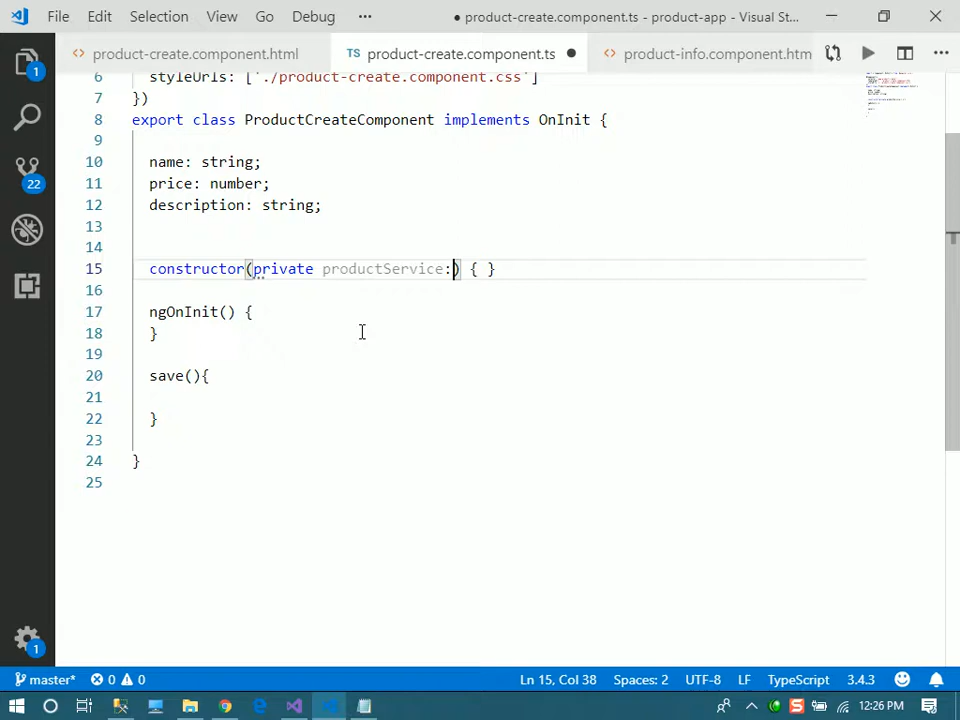 File Edit Selection View Go Debug ••• ● product-create.component.ts - product-app - Visual St...
<> product-create.component.html TS product-create.component.ts ● <> product-info.component.htm •••
1
6 styleUrls: ['./product-create.component.css']
7 })
8 export class ProductCreateComponent implements OnInit {
9
10 name: string;
11 price: number;
12 description: string;
13
14
15 constructor(private productService:) { }
16
17 ngOnInit() {
18 }
19
20 save(){
21
22 }
23
24 }
25
22
1
master* 0 0 Ln 15, Col 38 Spaces: 2 UTF-8 LF TypeScript 3.4.3
12:26 PM